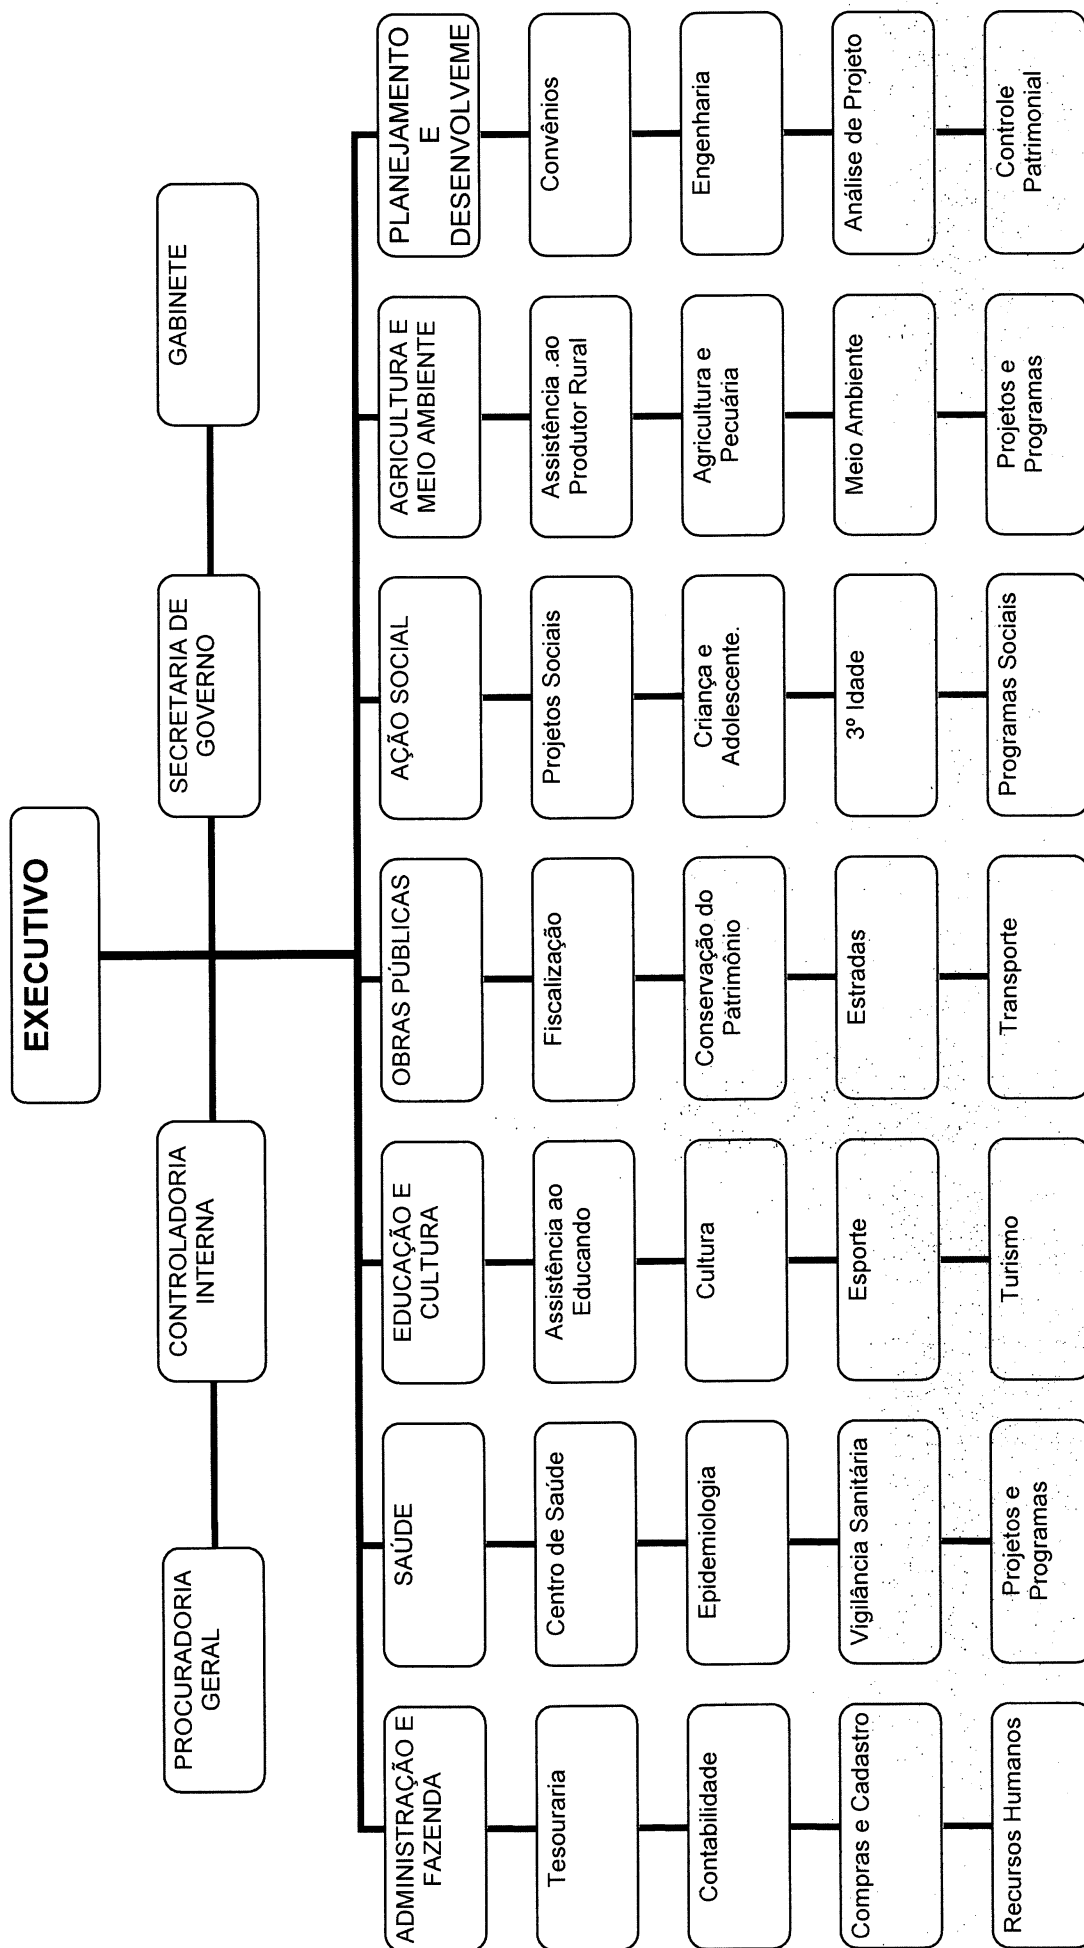 EXECUTIVO
PROCURADORIA
GERAL
CONTROLADORIA
INTERNA
SECRETARIA DE
GOVERNO
GABINETE
ADMINISTRAÇÃO E
FAZENDA
SAÚDE
EDUCAÇÃO E
CULTURA
OBRAS PÚBLICAS
AÇÃO SOCIAL
AGRICULTURA E
MEIO AMBIENTE
PLANEJAMENTO
E
DESENVOLVEME
Tesouraria
Centro de Saúde
Assistência ao
Educando
Fiscalização
Projetos Sociais
Assistência .ao
Produtor Rural
Convênios
Contabilidade
Epidemiologia
Cultura
Conservação do
Patrimônio
Criança e
Adolescente.
Agricultura e
Pecuária
Engenharia
Compras e Cadastro
Vigilância Sanitária
Esporte
Estradas
3º Idade
Meio Ambiente
Análise de Projeto
Recursos Humanos
Projetos e
Programas
Turismo
Transporte
Programas Sociais
Projetos e
Programas
Controle
Patrimonial